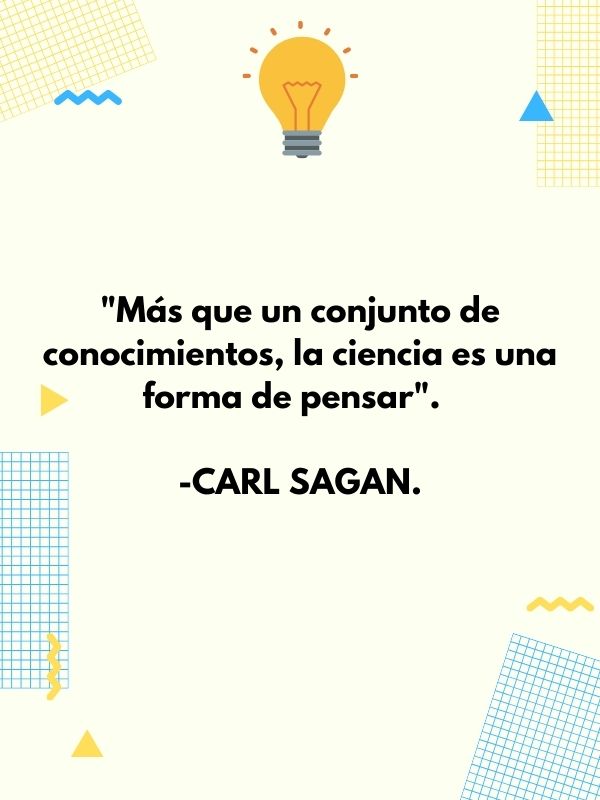 "Más que un conjunto de
conocimientos, la ciencia es una
forma de pensar".
-CARL SAGAN.